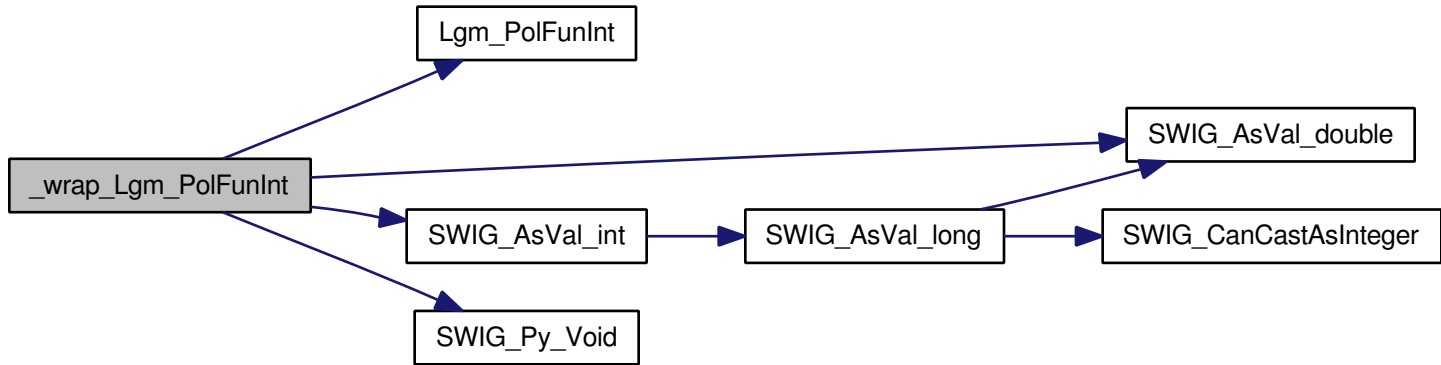 Lgm_PolFunInt
SWIG_AsVal_double
_wrap_Lgm_PolFunInt
SWIG_AsVal_int
SWIG_AsVal_long
SWIG_CanCastAsInteger
SWIG_Py_Void